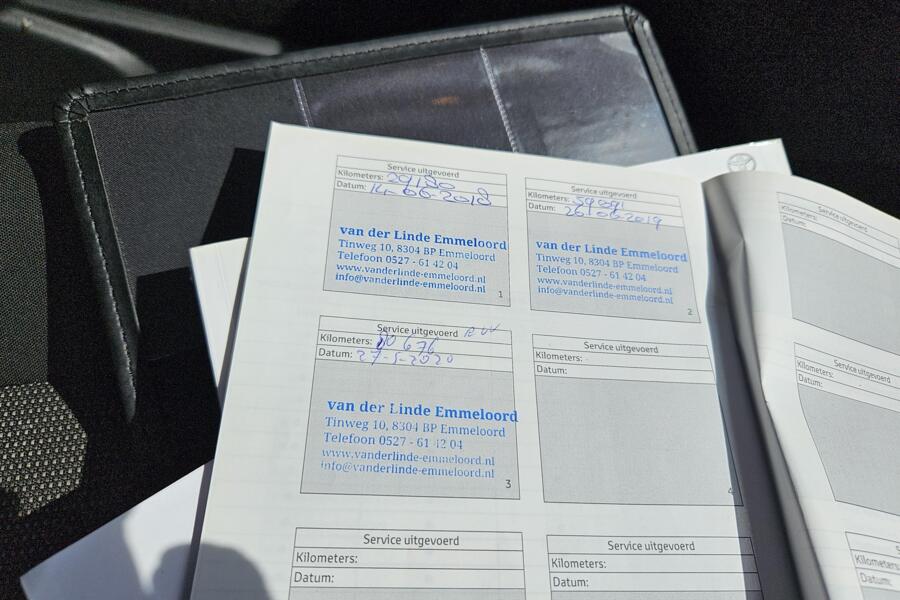 Service uitgevoerd
Kilometers: 29180
Datum: 06-2018
van der Linde Emmeloord
Tinweg 10, 8304 BP Emmeloord
Telefoon 0527 - 61 42 04
www.vanderlinde-emmeloord.nl
info@vanderlinde-emmeloord.nl
1
Service uitgevoerd
Kilometers: 59091
Datum: 26-06-2019
van der Linde Emmeloord
Tinweg 10, 8304 BP Emmeloord
Telefoon 0527 - 61 42 04
www.vanderlinde-emmeloord.nl
info@vanderlinde-emmeloord.nl
2
Service uitgevoerd
Kilometers: 80 676
Datum: 27-5-2020
van der Linde Emmeloord
Tinweg 10, 8304 BP Emmeloord
Telefoon 0527 - 61 42 04
www.vanderlinde-emmeloord.nl
info@vanderlinde-emmeloord.nl
3
Service uitgevoerd
Kilometers:
Datum:
4
Service uitgevoerd
Kilometers:
Datum:
Service uitgevoerd
Kilometers:
Datum:
Service uitgevoerd
Kilometers:
Datum:
Service uitgevoerd
Kilometers:
Datum:
Kilometers:
Datum: